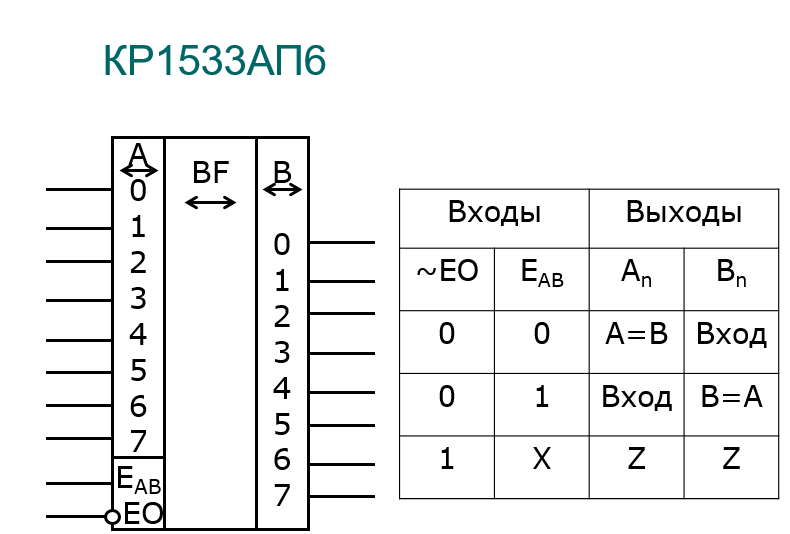 КР1533АП6
A
0
1
2
3
4
5
6
7
E_AB
EO
BF
B
0
1
2
3
4
5
6
7
Входы Выходы
~EO E_AB A_n B_n
0 0 A=B Вход
0 1 Вход B=A
1 X Z Z